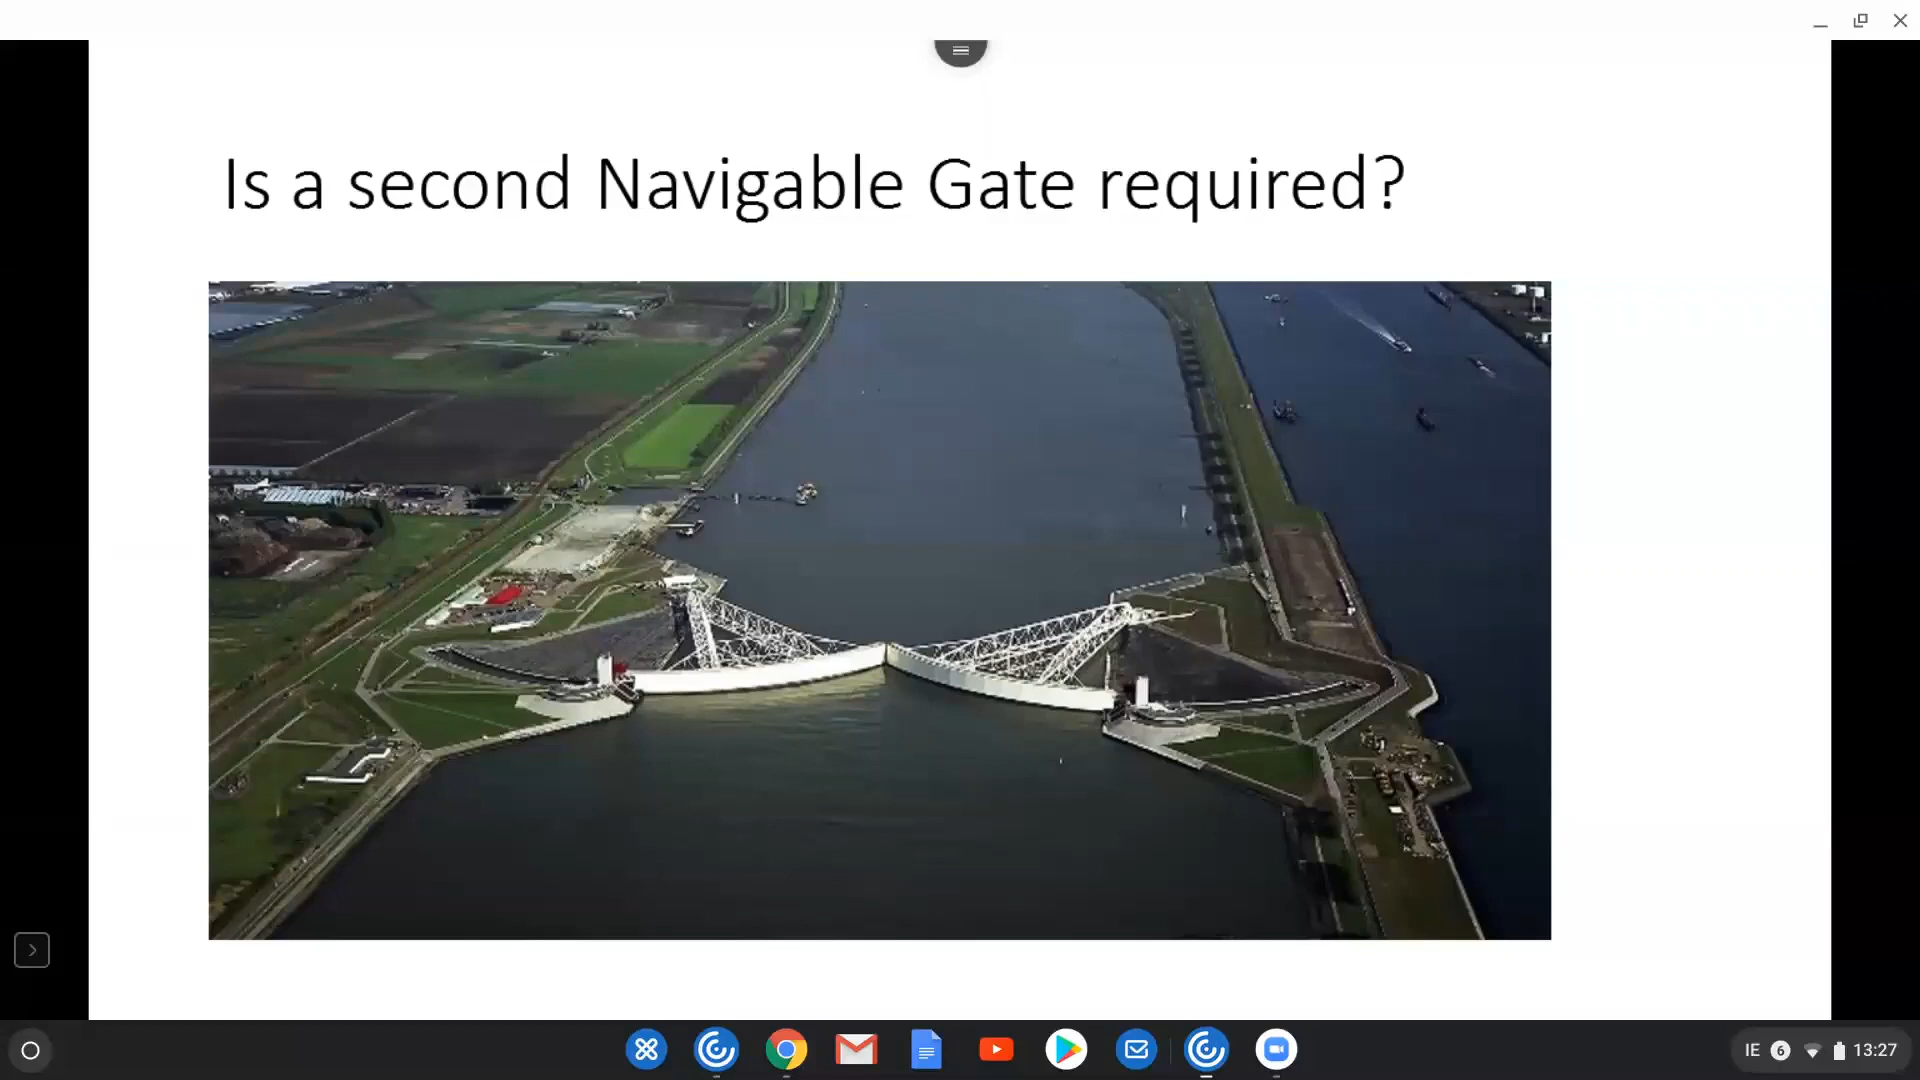 Is a second Navigable Gate required?
IE 6 13:27